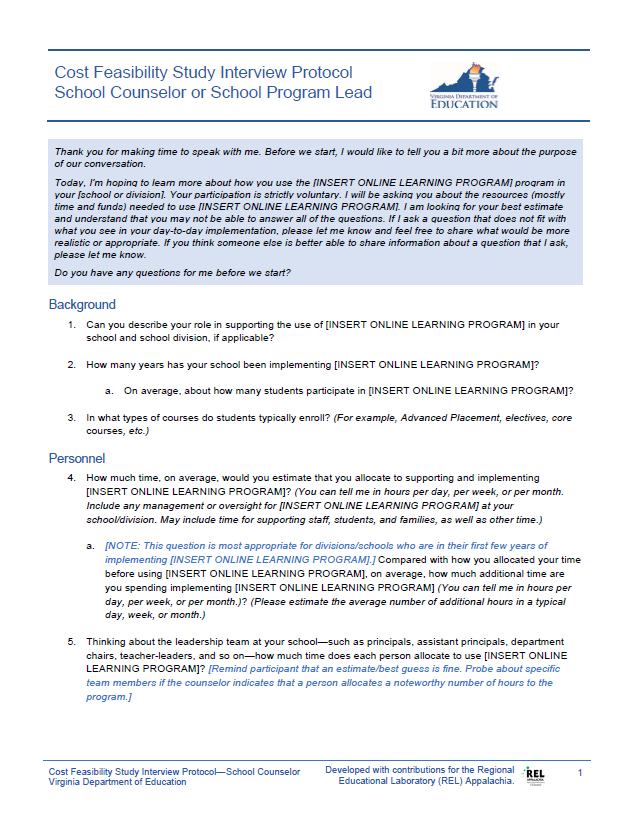 Cost Feasibility Study Interview Protocol
School Counselor or School Program Lead
VIRGINIA DEPARTMENT OF
EDUCATION
Thank you for making time to speak with me. Before we start, I would like to tell you a bit more about the purpose
of our conversation.
Today, I'm hoping to learn more about how you use the [INSERT ONLINE LEARNING PROGRAM] program in
your [school or division]. Your participation is strictly voluntary. I will be asking you about the resources (mostly
time and funds) needed to use [INSERT ONLINE LEARNING PROGRAM]. I am looking for your best estimate
and understand that you may not be able to answer all of the questions. If I ask a question that does not fit with
what you see in your day-to-day implementation, please let me know and feel free to share what would be more
realistic or appropriate. If you think someone else is better able to share information about a question that I ask,
please let me know.
Do you have any questions for me before we start?
Background
1. Can you describe your role in supporting the use of [INSERT ONLINE LEARNING PROGRAM] in your
school and school division, if applicable?
2. How many years has your school been implementing [INSERT ONLINE LEARNING PROGRAM]?
a. On average, about how many students participate in [INSERT ONLINE LEARNING PROGRAM]?
3. In what types of courses do students typically enroll? (For example, Advanced Placement, electives, core
courses, etc.)
Personnel
4. How much time, on average, would you estimate that you allocate to supporting and implementing
[INSERT ONLINE LEARNING PROGRAM]? (You can tell me in hours per day, per week, or per month.
Include any management or oversight for [INSERT ONLINE LEARNING PROGRAM] at your
school/division. May include time for supporting staff, students, and families, as well as other time.)
a. [NOTE: This question is most appropriate for divisions/schools who are in their first few years of
implementing [INSERT ONLINE LEARNING PROGRAM].] Compared with how you allocated your time
before using [INSERT ONLINE LEARNING PROGRAM], on average, how much additional time are
you spending implementing [INSERT ONLINE LEARNING PROGRAM] (You can tell me in hours per
day, per week, or per month.)? (Please estimate the average number of additional hours in a typical
day, week, or month.)
5. Thinking about the leadership team at your school—such as principals, assistant principals, department
chairs, teacher-leaders, and so on—how much time does each person allocate to use [INSERT ONLINE
LEARNING PROGRAM]? [Remind participant that an estimate/best guess is fine. Probe about specific
team members if the counselor indicates that a person allocates a noteworthy number of hours to the
program.]
Cost Feasibility Study Interview Protocol—School Counselor
Virginia Department of Education
Developed with contributions for the Regional
Educational Laboratory (REL) Appalachia.
REL
APPALACHIA
1